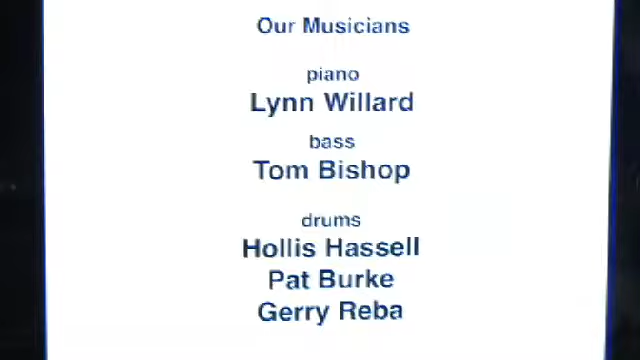 Our Musicians
piano
Lynn Willard
bass
Tom Bishop
drums
Hollis Hassell
Pat Burke
Gerry Reba